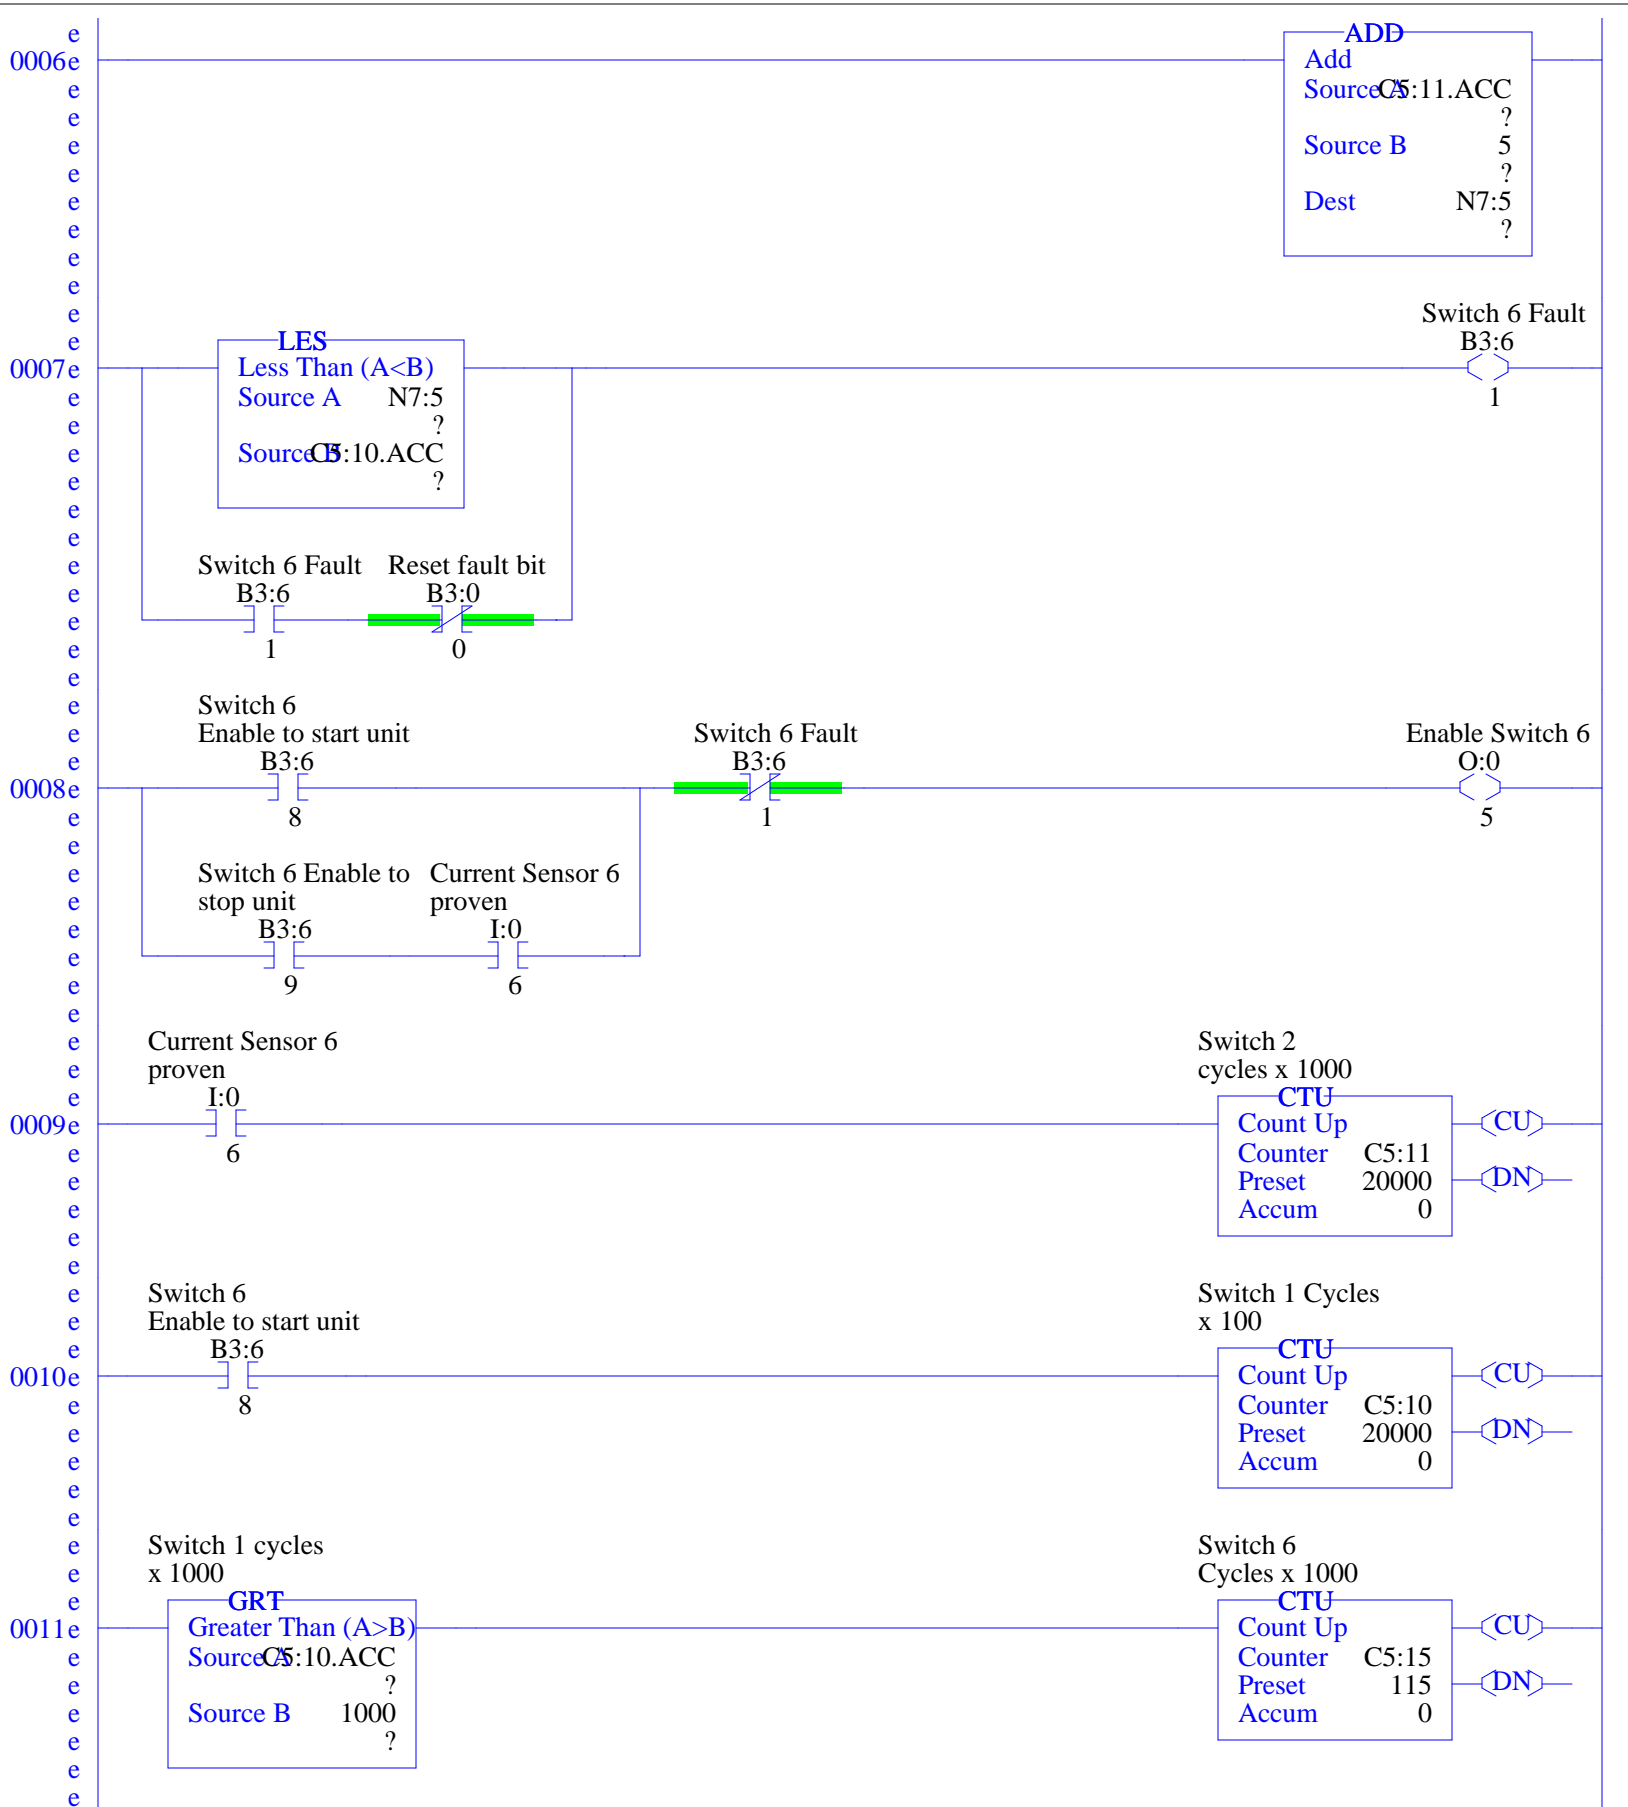 e
ADD
0006e
Add
e
Source A C5:11.ACC
e
?
e
Source B 5
e
?
e
Dest N7:5
e
?
e
e
e
Switch 6 Fault
e
LES
B3:6
0007e
Less Than (A<B)
e
Source A N7:5
1
e
?
e
Source B C5:10.ACC
e
?
e
e
e
Switch 6 Fault Reset fault bit
e
B3:6 B3:0
e
e
1 0
e
e
Switch 6
e
Enable to start unit Switch 6 Fault Enable Switch 6
e
B3:6 B3:6 O:0
0008e
e
8 1 5
e
e
Switch 6 Enable to Current Sensor 6
e
stop unit proven
e
B3:6 I:0
e
e
9 6
e
e
Current Sensor 6 Switch 2
e
proven cycles x 1000
e
I:0 CTU
0009e
Count Up CU
e
6 Counter C5:11
e
Preset 20000 DN
e
Accum 0
e
e
e
Switch 6 Switch 1 Cycles
e
Enable to start unit x 100
e
B3:6 CTU
0010e
Count Up CU
e
8 Counter C5:10
e
Preset 20000 DN
e
Accum 0
e
e
e
Switch 1 cycles Switch 6
e
x 1000 Cycles x 1000
e
GRT CTU
0011e
Greater Than (A>B) Count Up CU
e
Source A C5:10.ACC Counter C5:15
e
? Preset 115 DN
e
Source B 1000 Accum 0
e
?
e
e